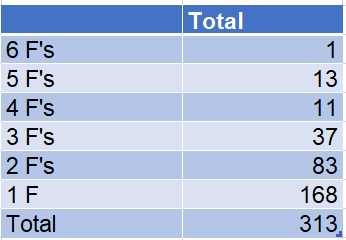 Total
6 F's 1
5 F's 13
4 F's 11
3 F's 37
2 F's 83
1 F 168
Total 313